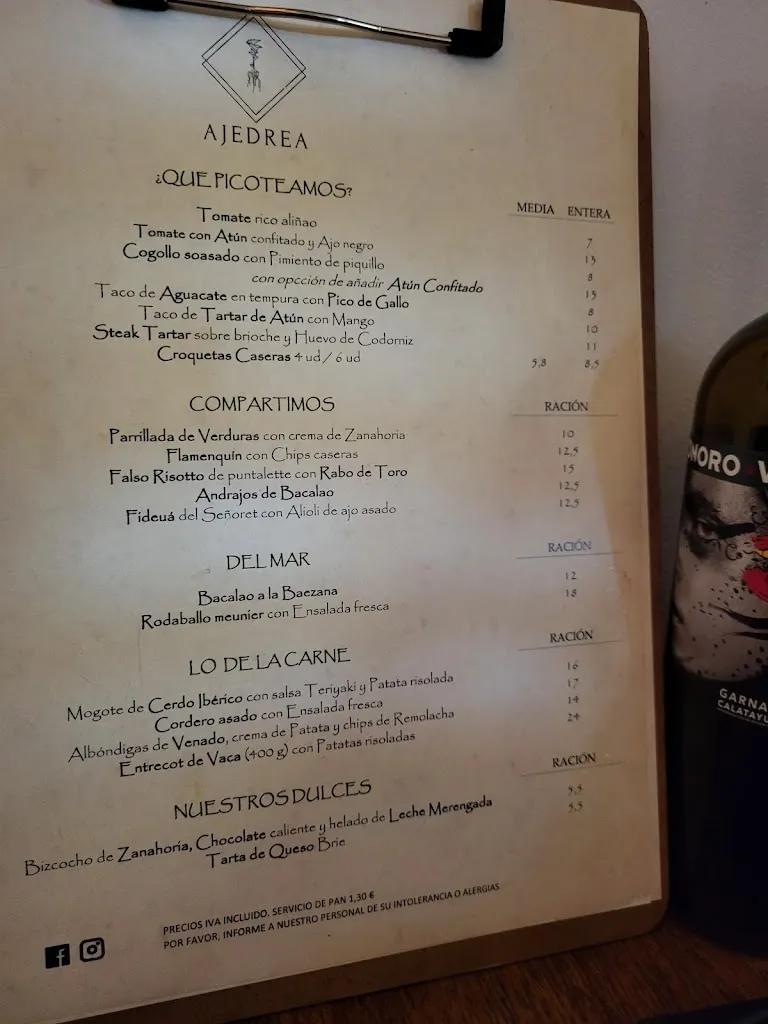 AJEDREA
¿QUE PICOTEAMOS?
MEDIA ENTERA
Tomate rico aliñao 7
Tomate con Atún confitado y Ajo negro 13
Cogollo soasado con Pimiento de piquillo 8
con opcción de añadir Atún Confitado 13
Taco de Aguacate en tempura con Pico de Gallo 8
Taco de Tartar de Atún con Mango 10
Steak Tartar sobre brioche y Huevo de Codorniz 11
Croquetas Caseras 4 ud / 6 ud 5,8 8,5
COMPARTIMOS RACIÓN
Parrillada de Verduras con crema de Zanahoria 10
Flamenquín con Chips caseras 12,5
Falso Risotto de puntalette con Rabo de Toro 15
Andrajos de Bacalao 12,5
Fideuá del Señoret con Alioli de ajo asado 12,5
DEL MAR RACIÓN
Bacalao a la Baezana 12
Rodaballo meunier con Ensalada fresca 18
LO DE LA CARNE RACIÓN
Mogote de Cerdo Ibérico con salsa Teriyaki y Patata risolada 16
Cordero asado con Ensalada fresca 17
Albóndigas de Venado, crema de Patata y chips de Remolacha 14
Entrecot de Vaca (400 g) con Patatas risoladas 24
NUESTROS DULCES RACIÓN
Bizcocho de Zanahoria, Chocolate caliente y helado de Leche Merengada 5,5
Tarta de Queso Brie 5,5
PRECIOS IVA INCLUIDO. SERVICIO DE PAN 1,30 €
POR FAVOR, INFORME A NUESTRO PERSONAL DE SU INTOLERANCIA O ALERGIAS
NORO V
GARNA
CALATAYU